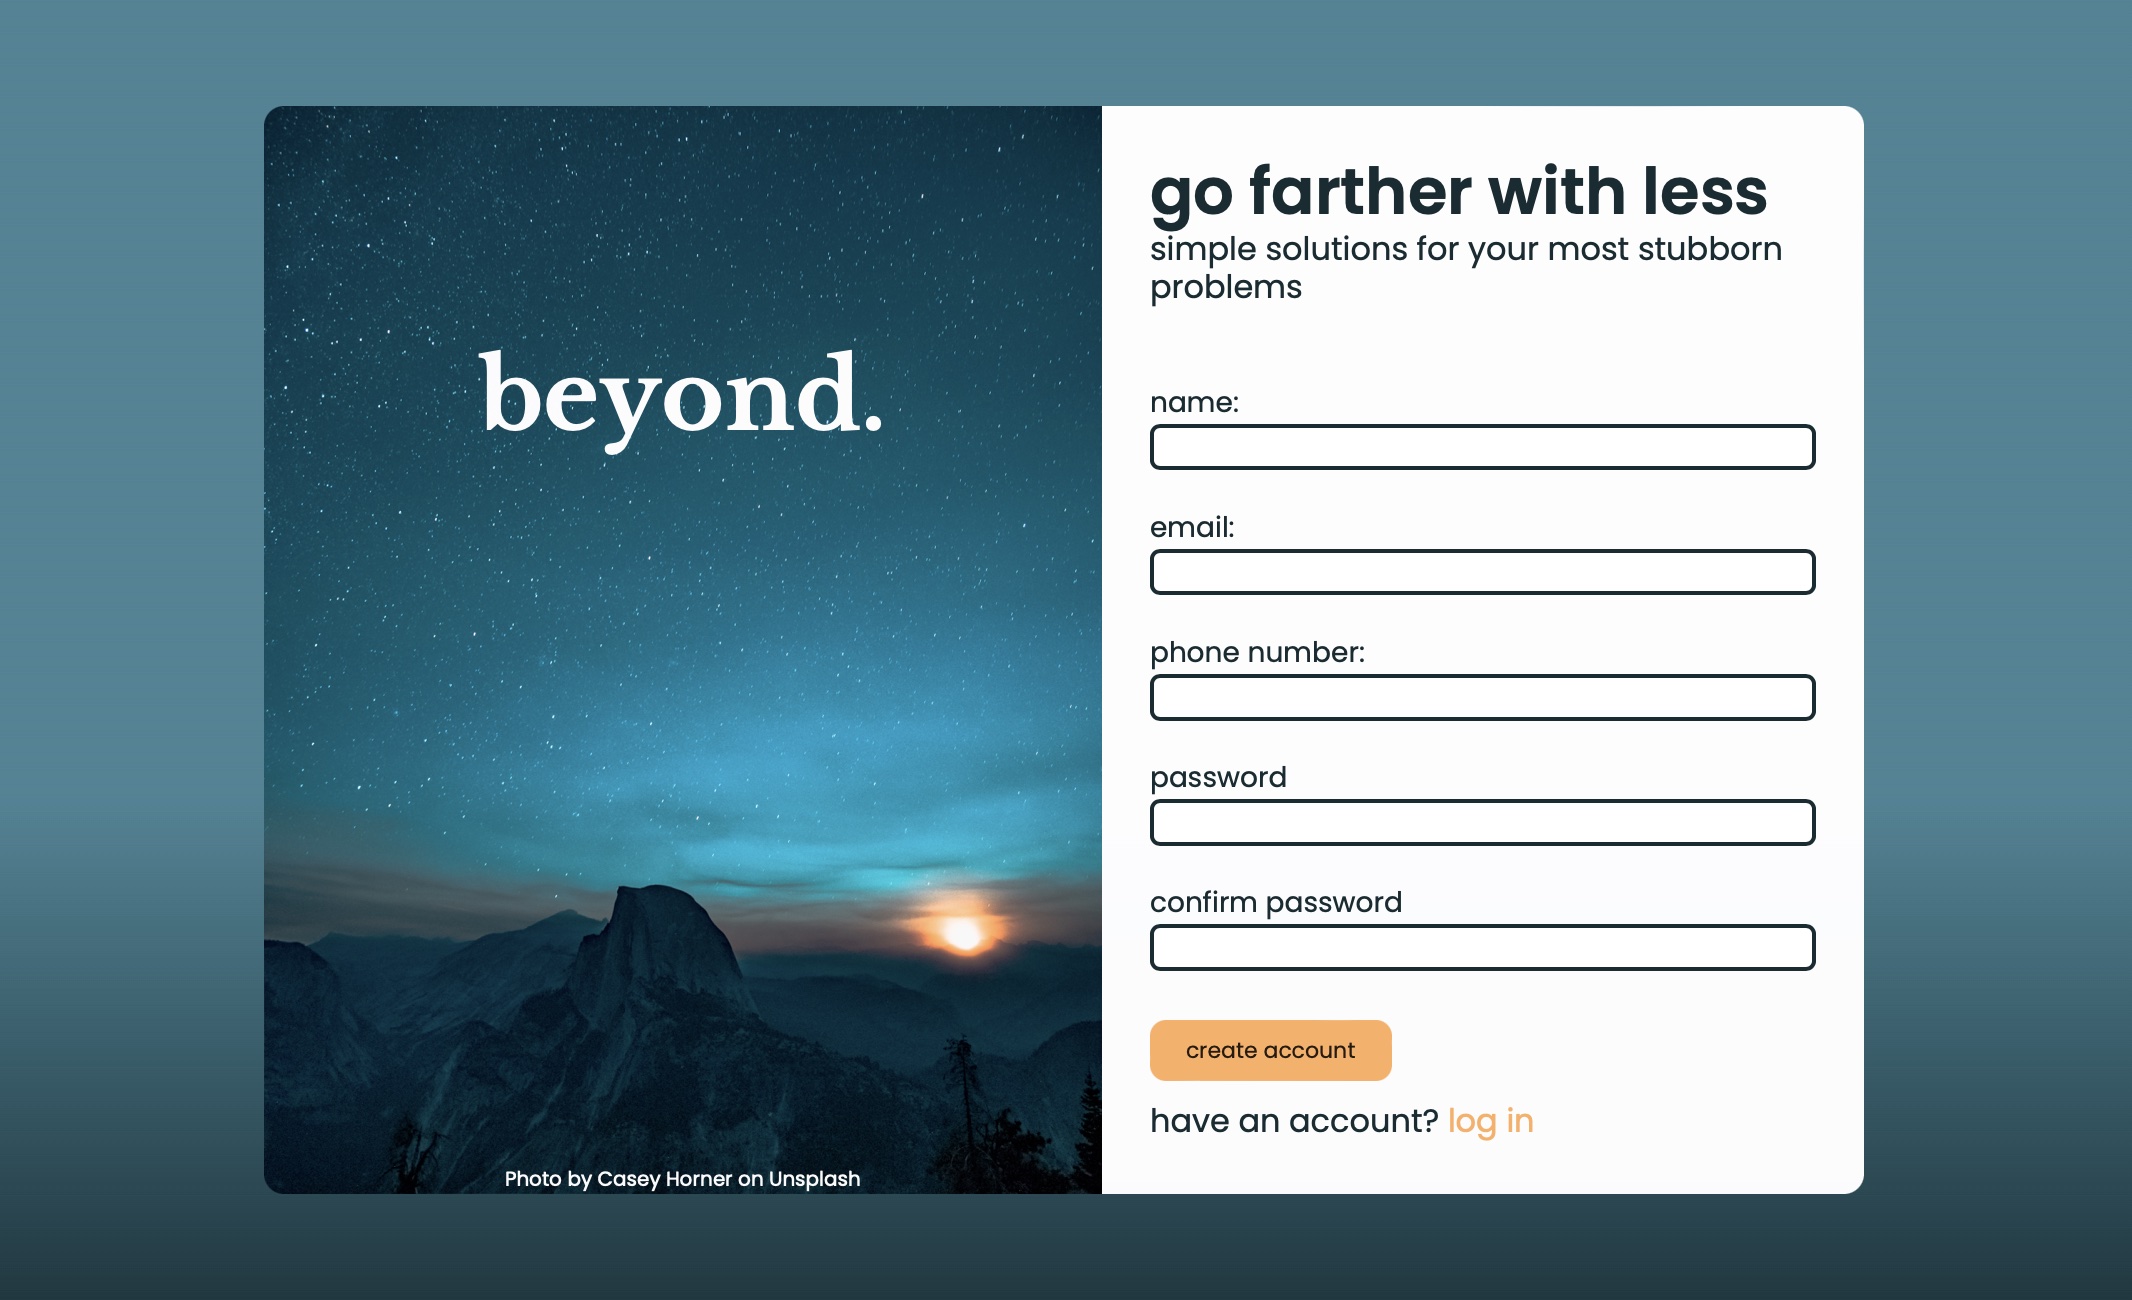 beyond.
Photo by Casey Horner on Unsplash
go farther with less
simple solutions for your most stubborn
problems
name:
email:
phone number:
password
confirm password
create account
have an account? log in